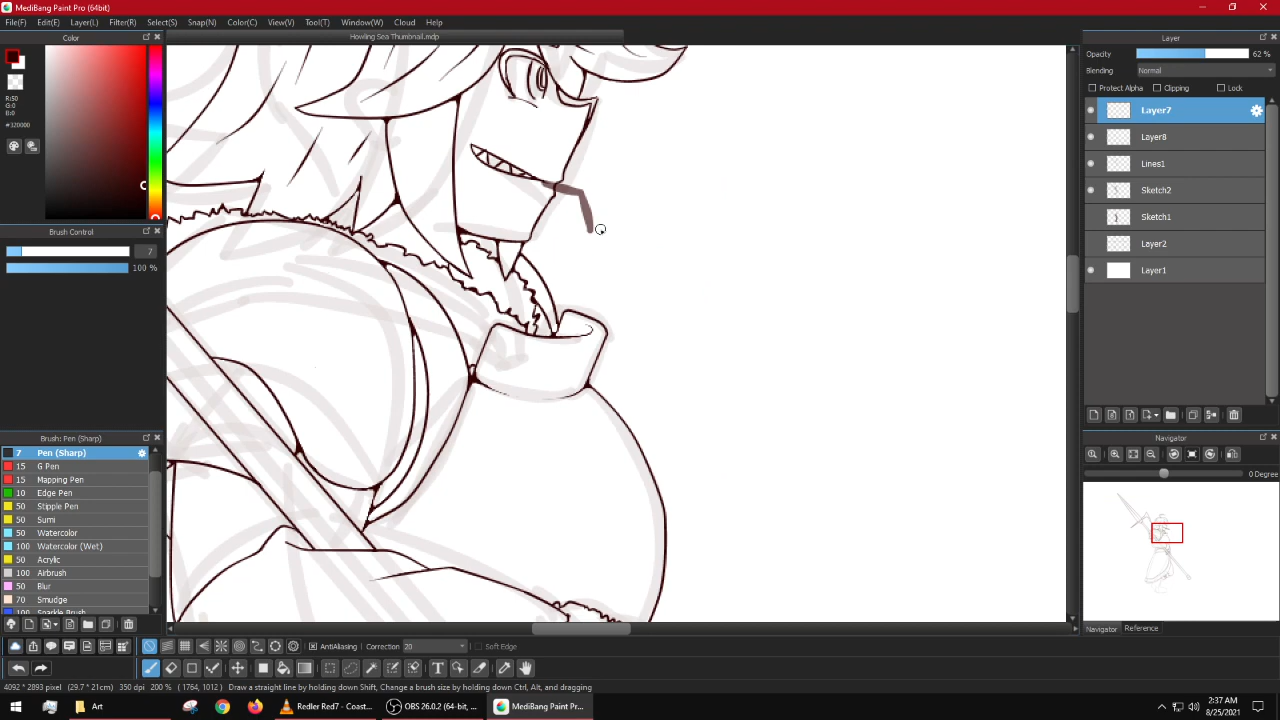 MediBang Paint Pro (64bit)
File(F) Edit(E) Layer(L) Filter(R) Select(S) Snap(N) Color(C) View(V) Tool(T) Window(W) Cloud Help
Color
Howling Sea Thumbnail.mdp
Layer
Opacity 62 %
Blending Normal
Protect Alpha Clipping Lock
R:50
G:0
B:0
#320000
Layer7
Layer8
Lines1
Sketch2
Sketch1
Layer2
Layer1
Brush Control
7
100 %
Brush: Pen (Sharp)
7 Pen (Sharp)
15 G Pen
15 Mapping Pen
10 Edge Pen
50 Stipple Pen
50 Sumi
50 Watercolor
100 Watercolor (Wet)
50 Acrylic
100 Airbrush
50 Blur
70 Smudge
100 Sparkle Brush
Navigator
0 Degree
Navigator Reference
AntiAliasing Correction 20 Soft Edge
4092 * 2893 pixel (29.7 * 21cm) 350 dpi 200 % ( 1764, 1012 ) Draw a straight line by holding down Shift, Change a brush size by holding down Ctrl, Alt, and dragging
Art
Redler Red7 - Coast...
OBS 26.0.2 (64-bit, ...
MediBang Paint Pr...
2:37 AM
8/25/2021